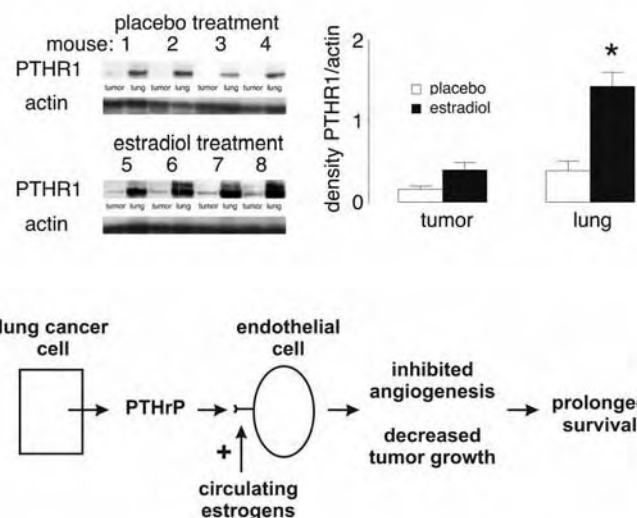 placebo treatment
mouse: 1 2 3 4
PTHR1
tumor lung tumor lung tumor lung tumor lung
actin
estradiol treatment
5 6 7 8
PTHR1
tumor lung tumor lung tumor lung tumor lung
actin
density PTHR1/actin
2
1
0
placebo
estradiol
*
tumor lung
lung cancer
cell
PTHrP
endothelial
cell
+
circulating
estrogens
inhibited
angiogenesis
decreased
tumor growth
prolonge
surviva